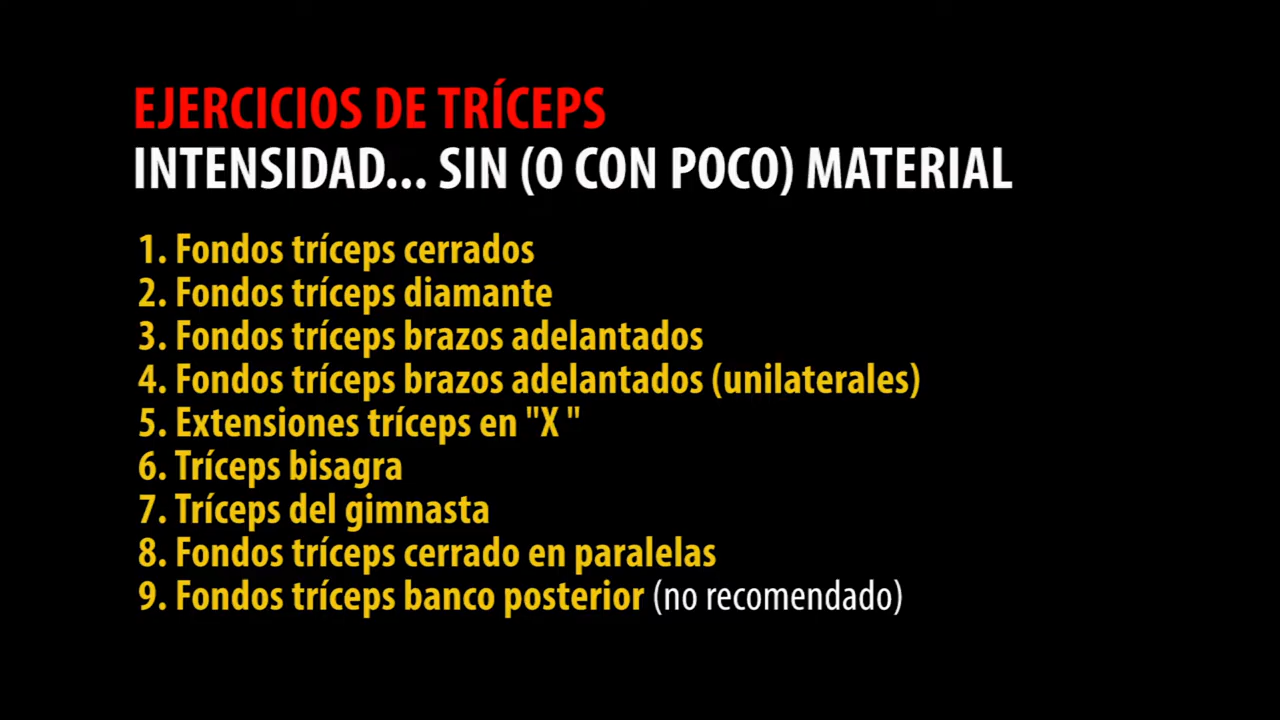 EJERCICIOS DE TRÍCEPS
INTENSIDAD... SIN (O CON POCO) MATERIAL
1. Fondos tríceps cerrados
2. Fondos tríceps diamante
3. Fondos tríceps brazos adelantados
4. Fondos tríceps brazos adelantados (unilaterales)
5. Extensiones tríceps en "X "
6. Tríceps bisagra
7. Tríceps del gimnasta
8. Fondos tríceps cerrado en paralelas
9. Fondos tríceps banco posterior (no recomendado)